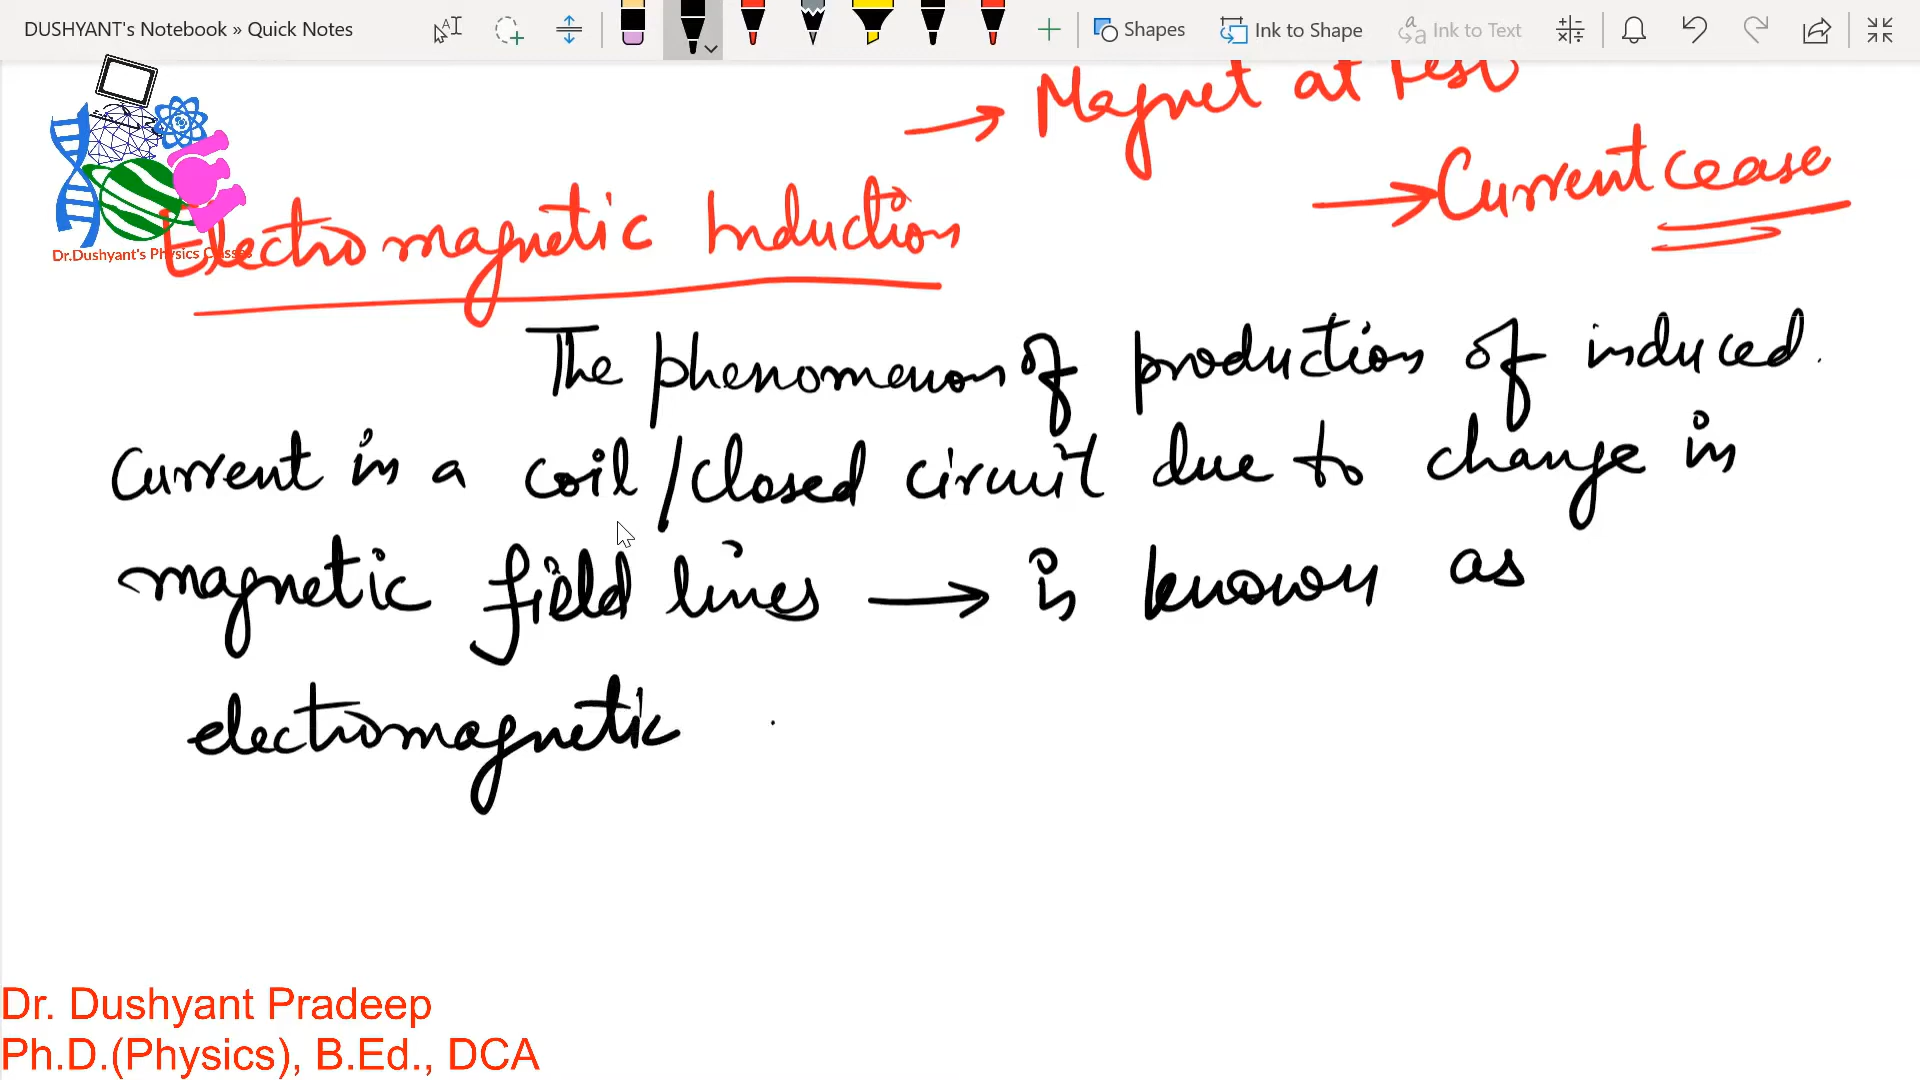 DUSHYANT's Notebook » Quick Notes
Shapes
Ink to Shape
Ink to Text
→ Magnet at rest
→ Current cease
Dr.Dushyant's Physics Classes
Electromagnetic Induction
The phenomenon of production of induced
Current in a coil/closed circuit due to change in
magnetic field lines → is known as
electromagnetic
Dr. Dushyant Pradeep
Ph.D.(Physics), B.Ed., DCA